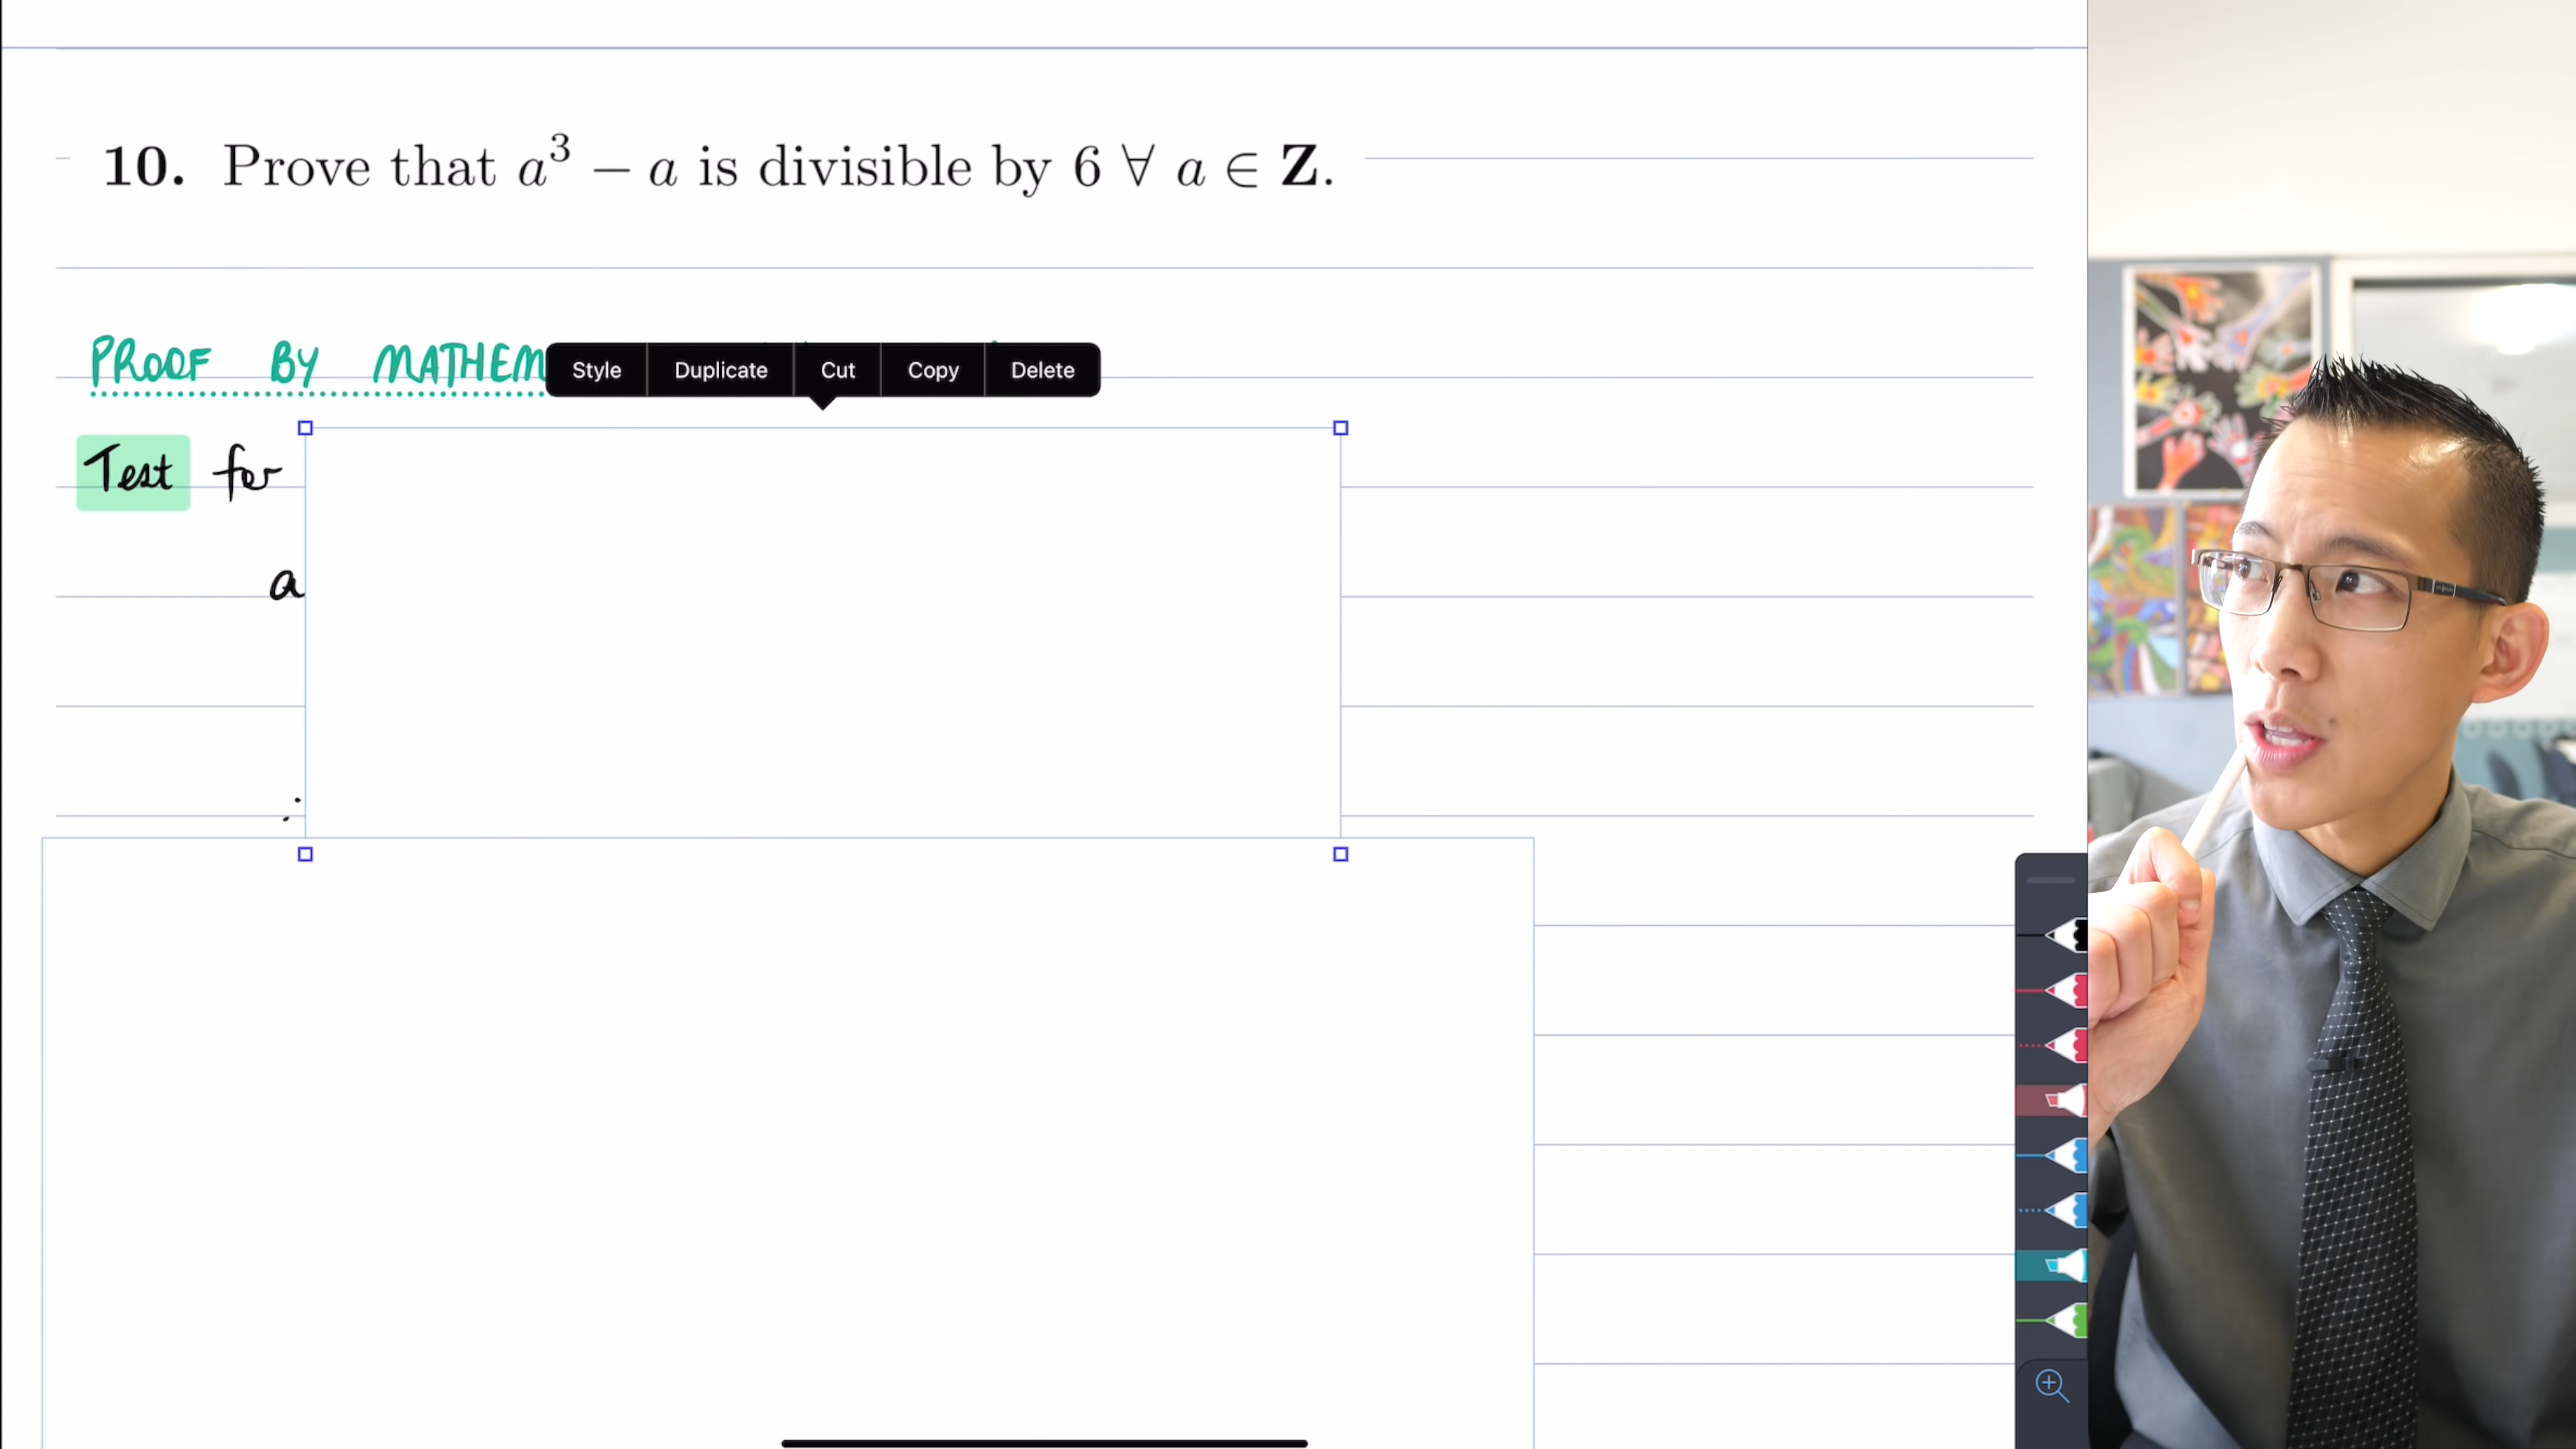 10. Prove that a³ − a is divisible by 6 ∀ a ∈ Z.
PROOF BY MATHEM
Style Duplicate Cut Copy Delete
Test for
a